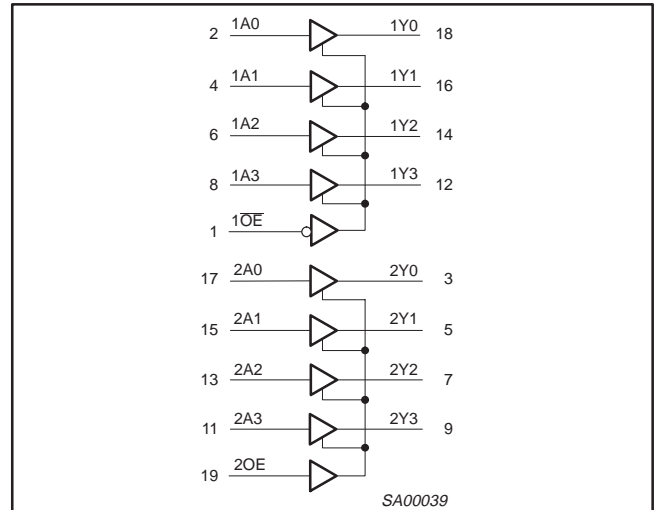 2 1A0 1Y0 18
4 1A1 1Y1 16
6 1A2 1Y2 14
8 1A3 1Y3 12
1 1O̅E̅
17 2A0 2Y0 3
15 2A1 2Y1 5
13 2A2 2Y2 7
11 2A3 2Y3 9
19 2OE
SA00039